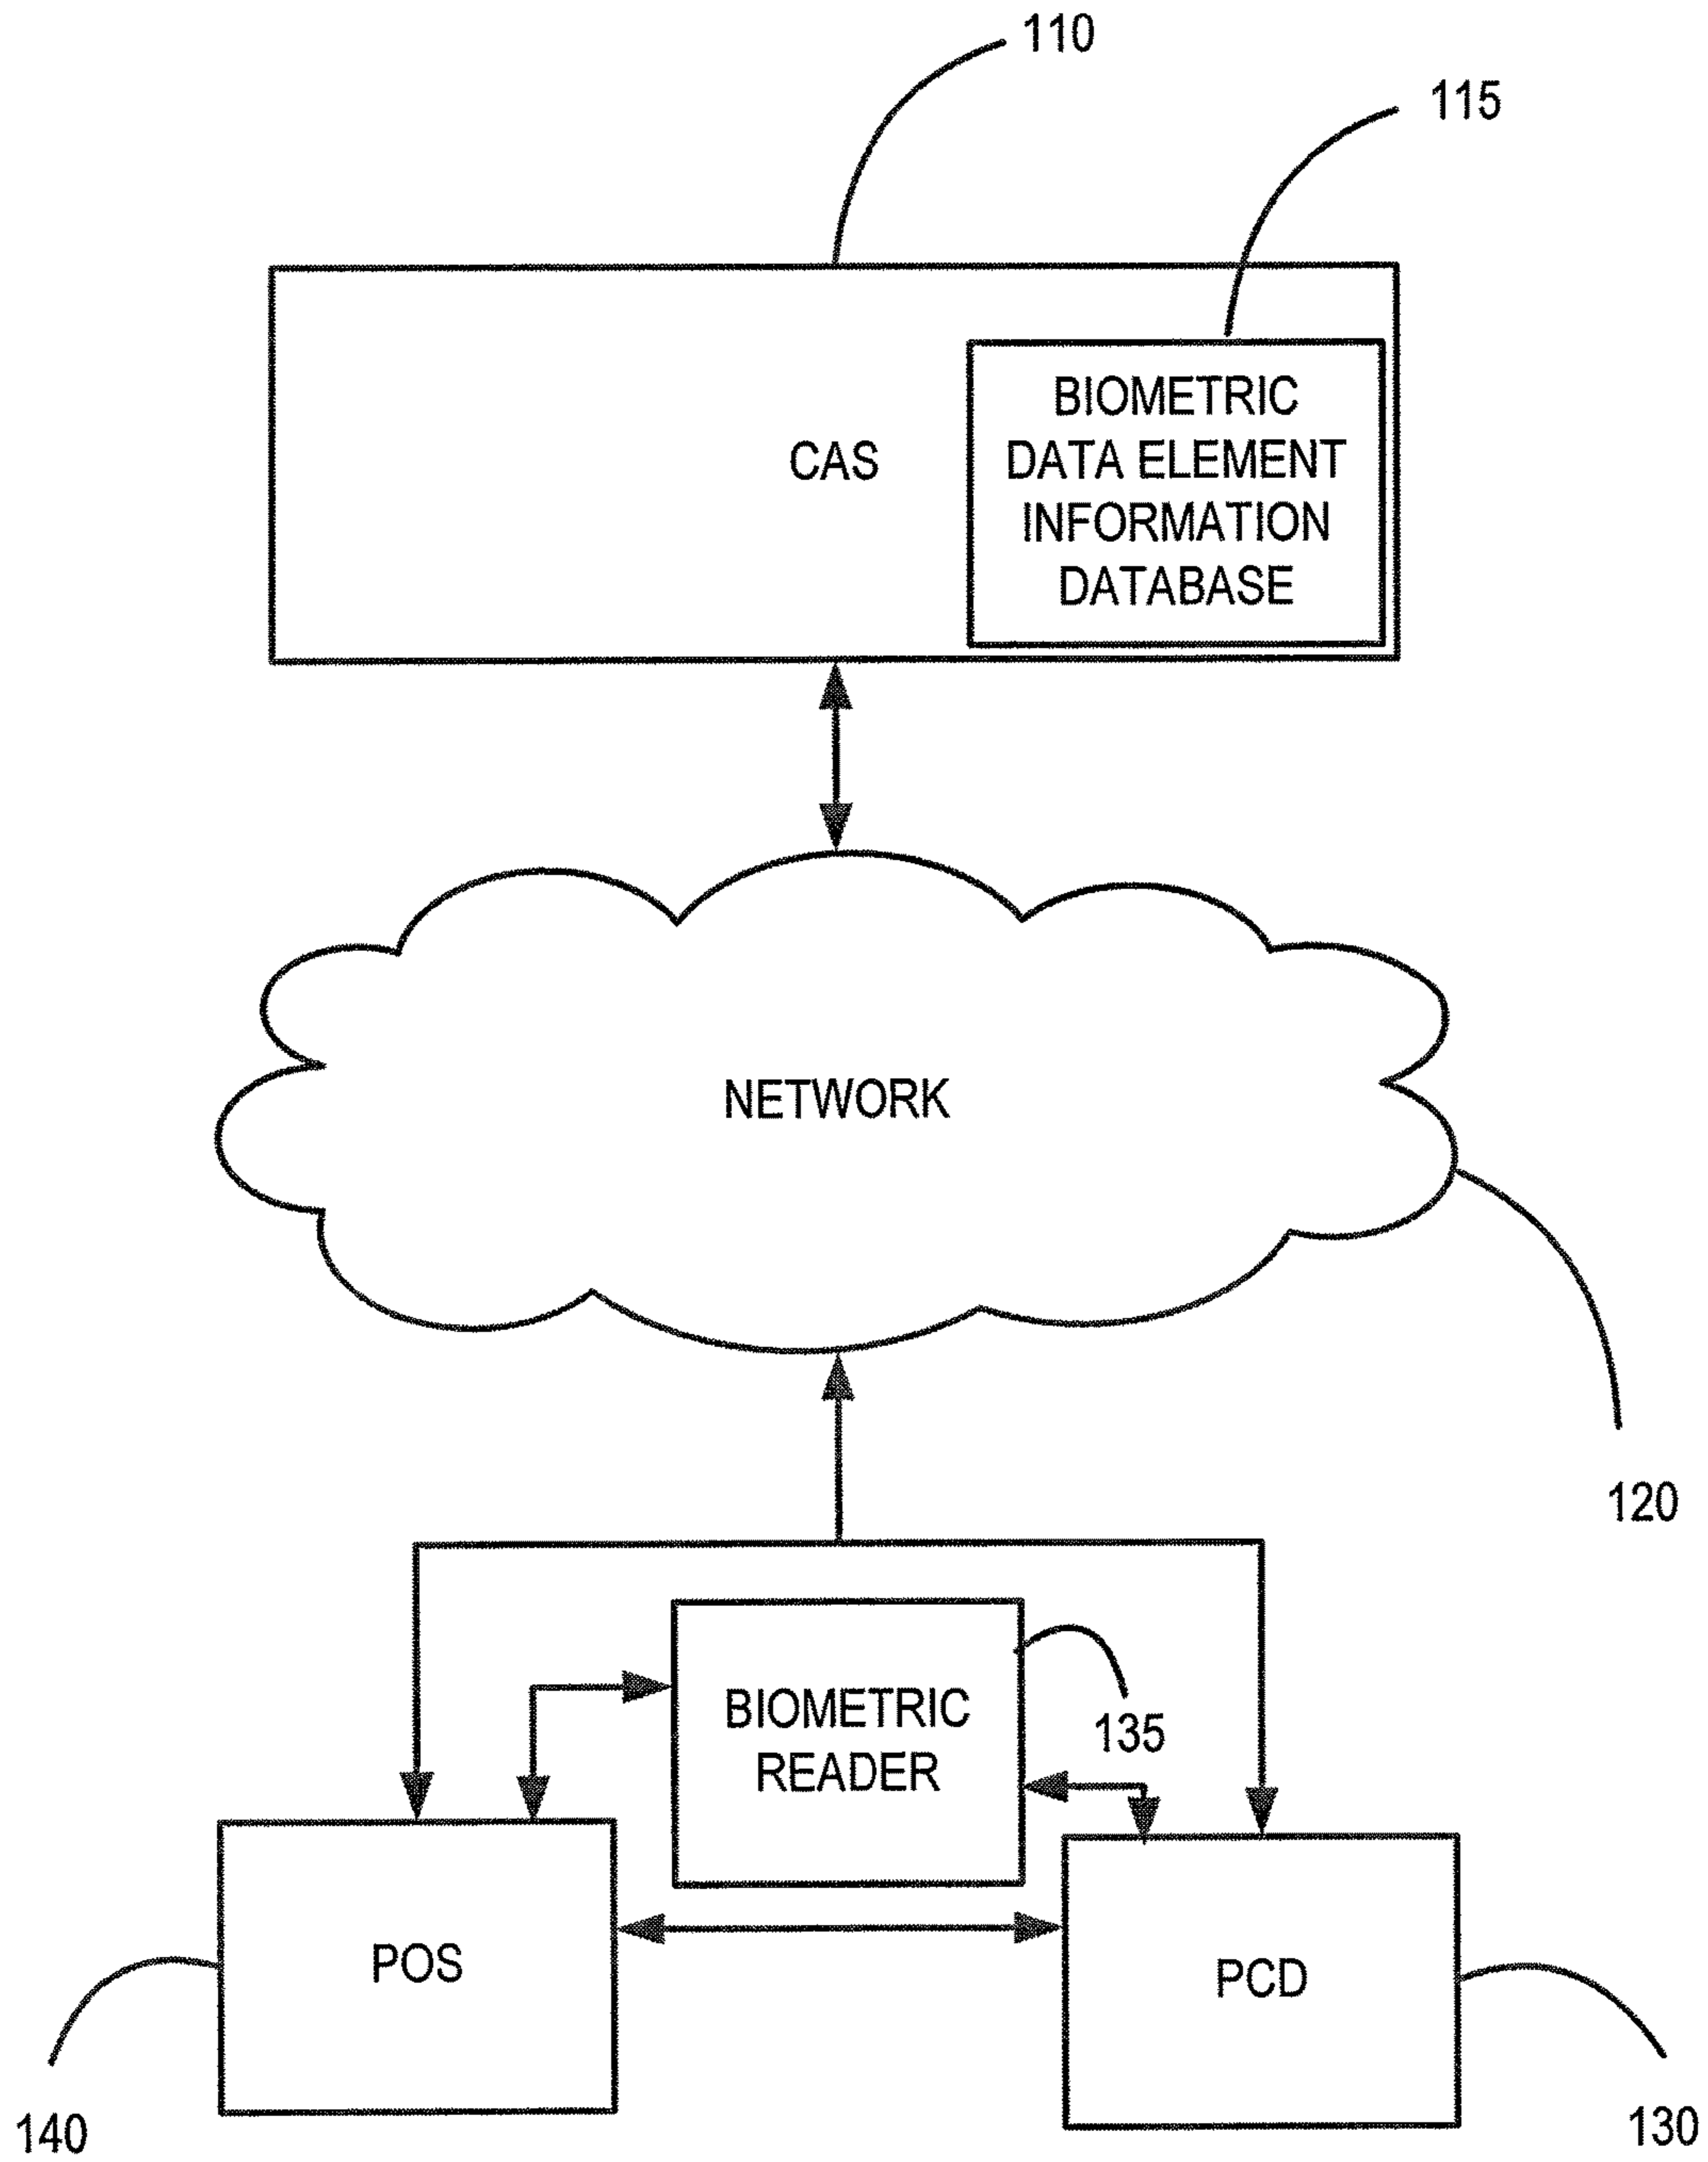 110
115
BIOMETRIC
DATA ELEMENT
CAS
INFORMATION
DATABASE
NETWORK
120
BIOMETRIC
READER
135
POS
PCD
140
130